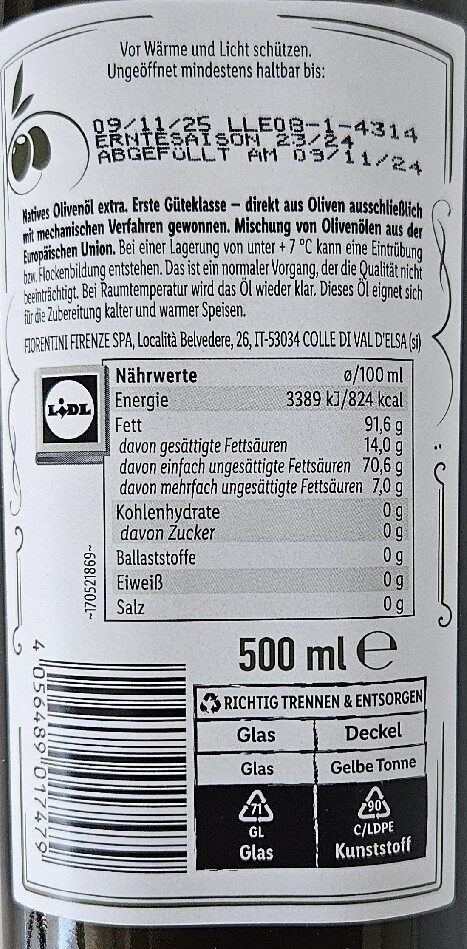 Vor Wärme und Licht schützen.
Ungeöffnet mindestens haltbar bis:
09/11/25 LLE08-1-4314
ERNTESAISON 23/24
ABGEFÜLLT AM 09/11/24
Natives Olivenöl extra. Erste Güteklasse – direkt aus Oliven ausschließlich
mit mechanischen Verfahren gewonnen. Mischung von Olivenölen aus der
Europäischen Union. Bei einer Lagerung von unter + 7 °C kann eine Eintrübung
bzw. Flockenbildung entstehen. Das ist ein normaler Vorgang, der die Qualität nicht
beeinträchtigt. Bei Raumtemperatur wird das Öl wieder klar. Dieses Öl eignet sich
für die Zubereitung kalter und warmer Speisen.
FIORENTINI FIRENZE SPA, Località Belvedere, 26, IT-53034 COLLE DI VAL D'ELSA (si)
LIDL
Nährwerte ø/100 ml
Energie 3389 kJ/824 kcal
Fett 91,6 g
davon gesättigte Fettsäuren 14,0 g
davon einfach ungesättigte Fettsäuren 70,6 g
davon mehrfach ungesättigte Fettsäuren 7,0 g
Kohlenhydrate 0 g
davon Zucker 0 g
Ballaststoffe 0 g
Eiweiß 0 g
Salz 0 g
~170521869~
500 ml ℮
4 056489 017479
RICHTIG TRENNEN & ENTSORGEN
Glas Deckel
Glas Gelbe Tonne
71 90
GL C/LDPE
Glas Kunststoff